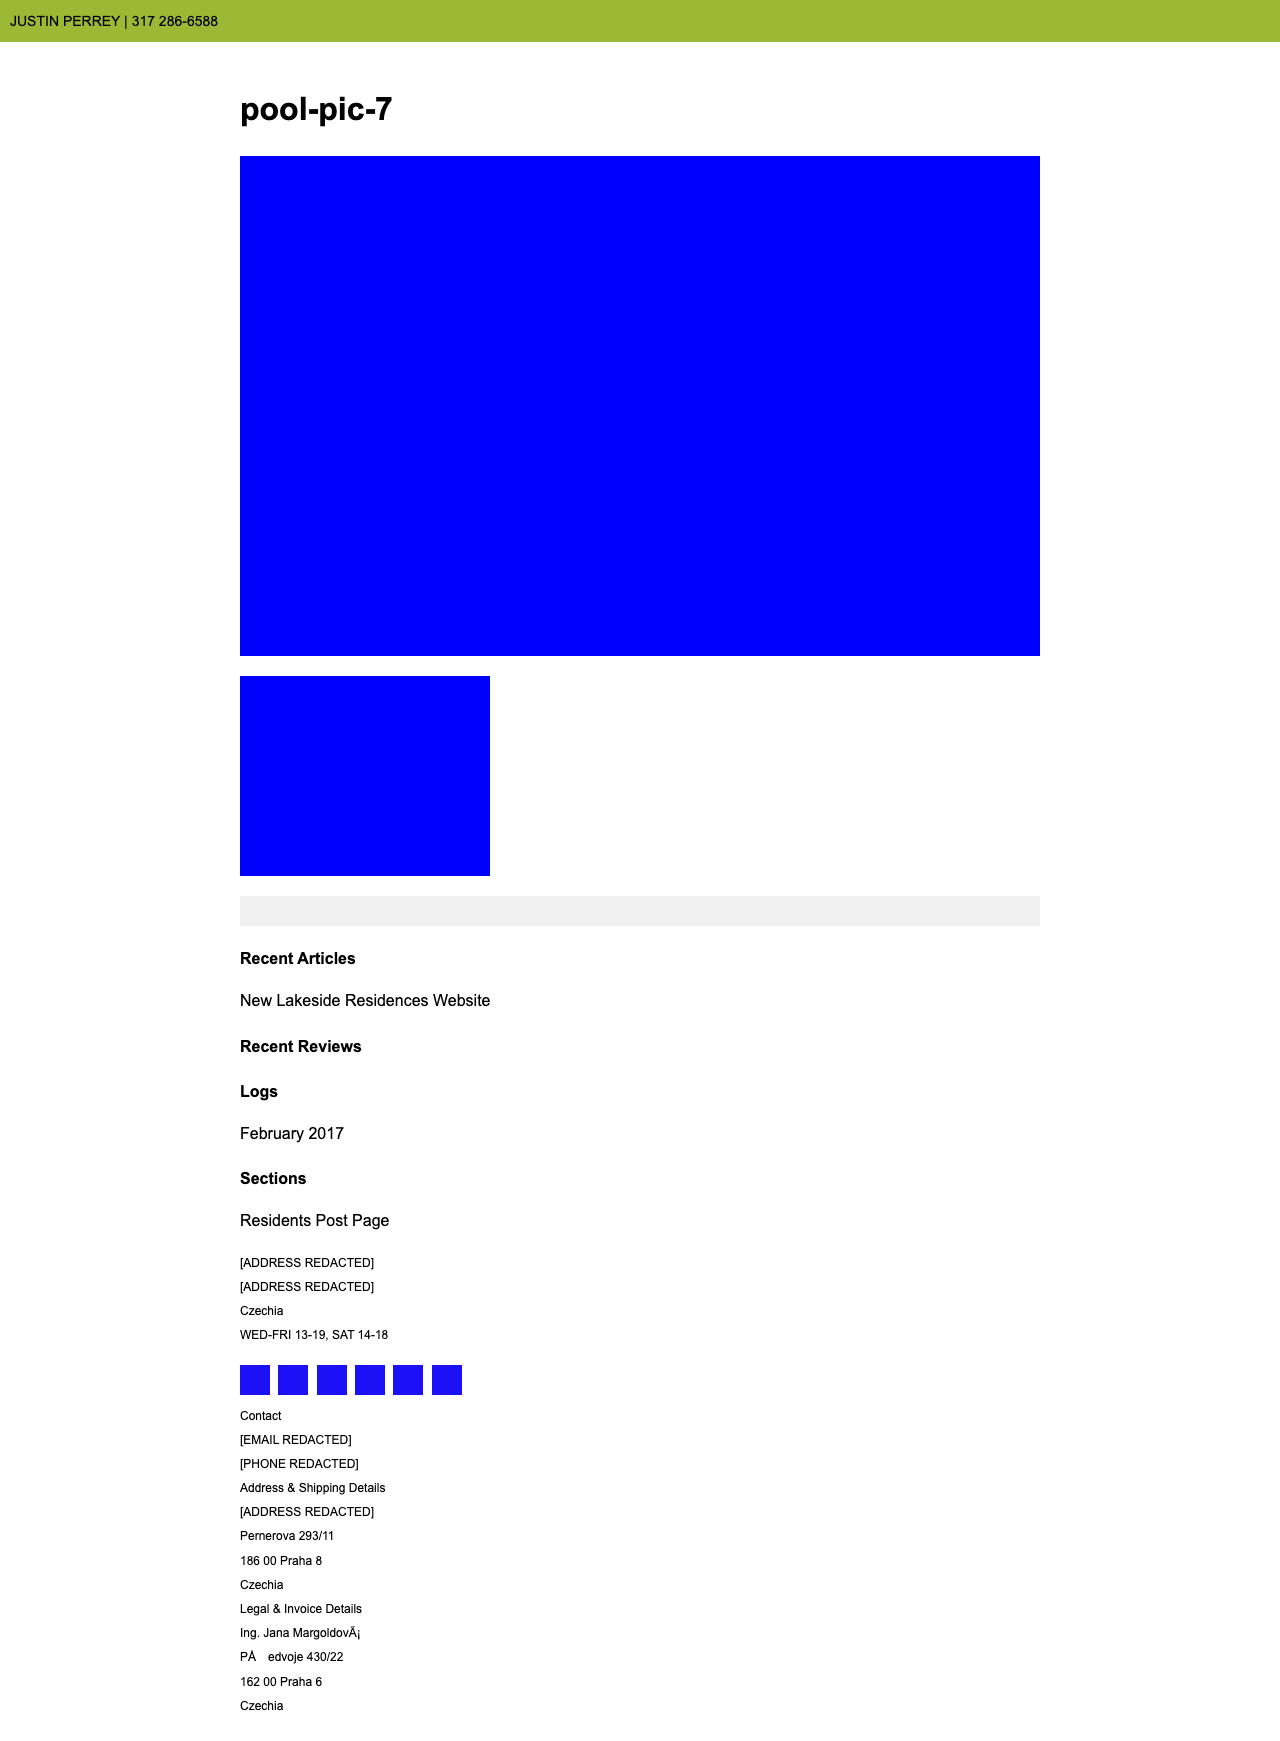 JUSTIN PERREY | 317 286-6588
pool-pic-7
Recent Articles
New Lakeside Residences Website
Recent Reviews
Logs
February 2017
Sections
Residents Post Page
[ADDRESS REDACTED]
[ADDRESS REDACTED]
Czechia
WED-FRI 13-19, SAT 14-18
Contact
[EMAIL REDACTED]
[PHONE REDACTED]
Address & Shipping Details
[ADDRESS REDACTED]
Pernerova 293/11
186 00 Praha 8
Czechia
Legal & Invoice Details
Ing. Jana MargoldovÃ¡
PÅ edvoje 430/22
162 00 Praha 6
Czechia